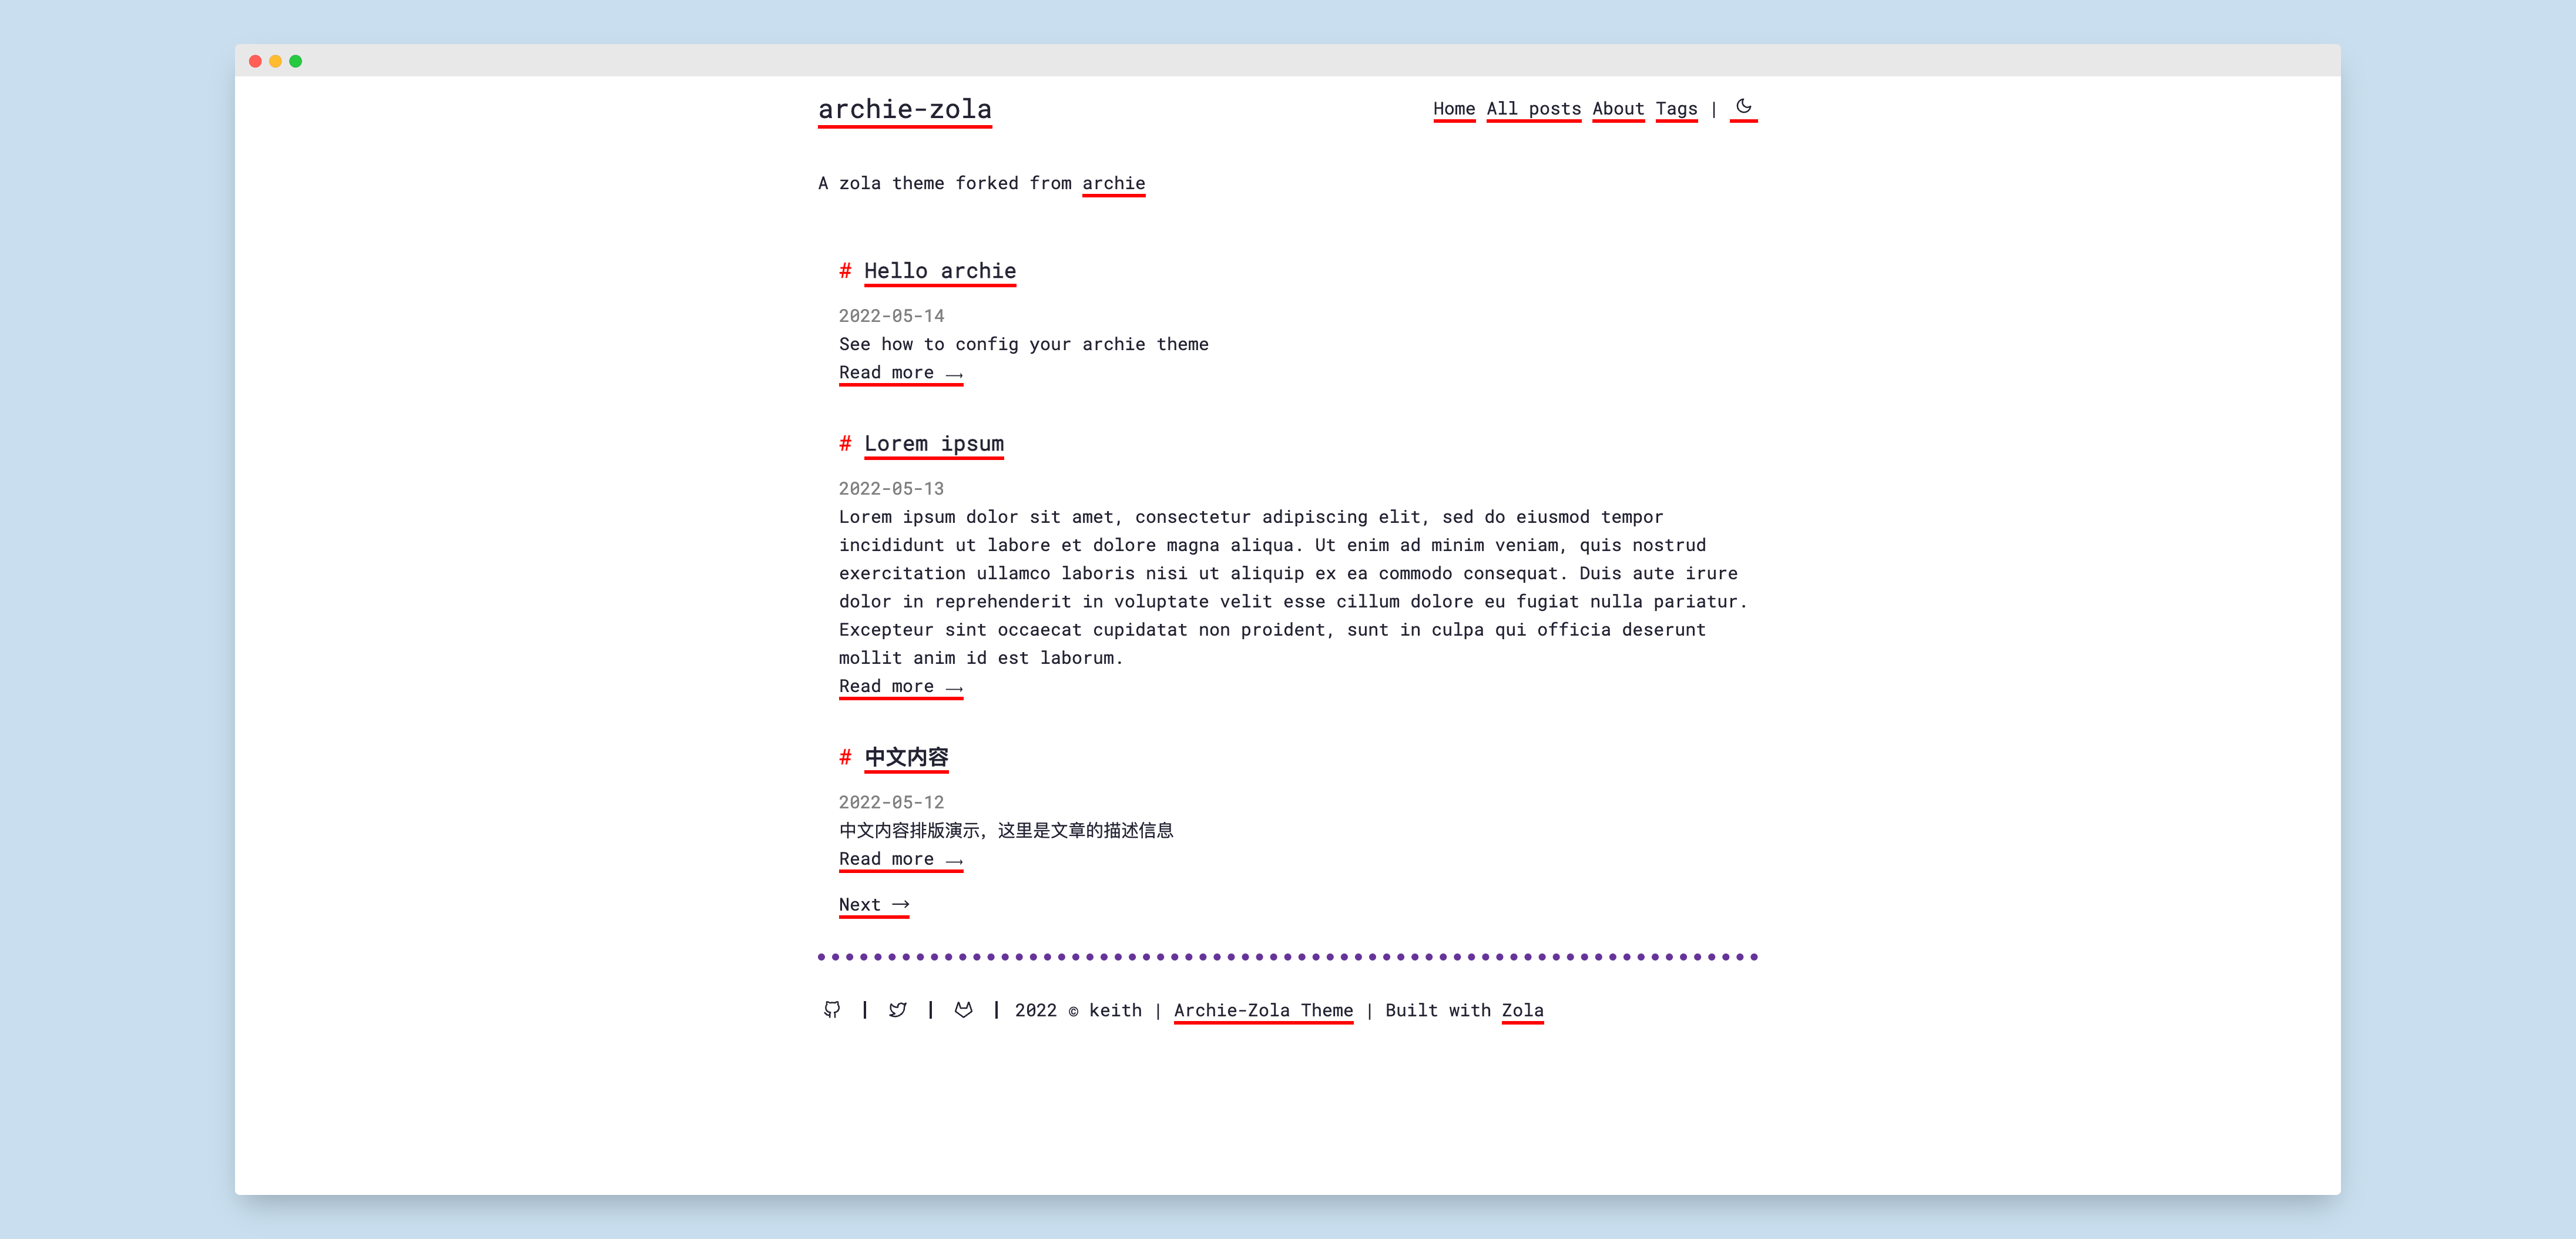 archie-zola
Home All posts About Tags |
A zola theme forked from archie
# Hello archie
2022-05-14
See how to config your archie theme
Read more ⟶
# Lorem ipsum
2022-05-13
Lorem ipsum dolor sit amet, consectetur adipiscing elit, sed do eiusmod tempor
incididunt ut labore et dolore magna aliqua. Ut enim ad minim veniam, quis nostrud
exercitation ullamco laboris nisi ut aliquip ex ea commodo consequat. Duis aute irure
dolor in reprehenderit in voluptate velit esse cillum dolore eu fugiat nulla pariatur.
Excepteur sint occaecat cupidatat non proident, sunt in culpa qui officia deserunt
mollit anim id est laborum.
Read more ⟶
# 中文内容
2022-05-12
中文内容排版演示，这里是文章的描述信息
Read more ⟶
Next →
| | | 2022 © keith | Archie-Zola Theme | Built with Zola